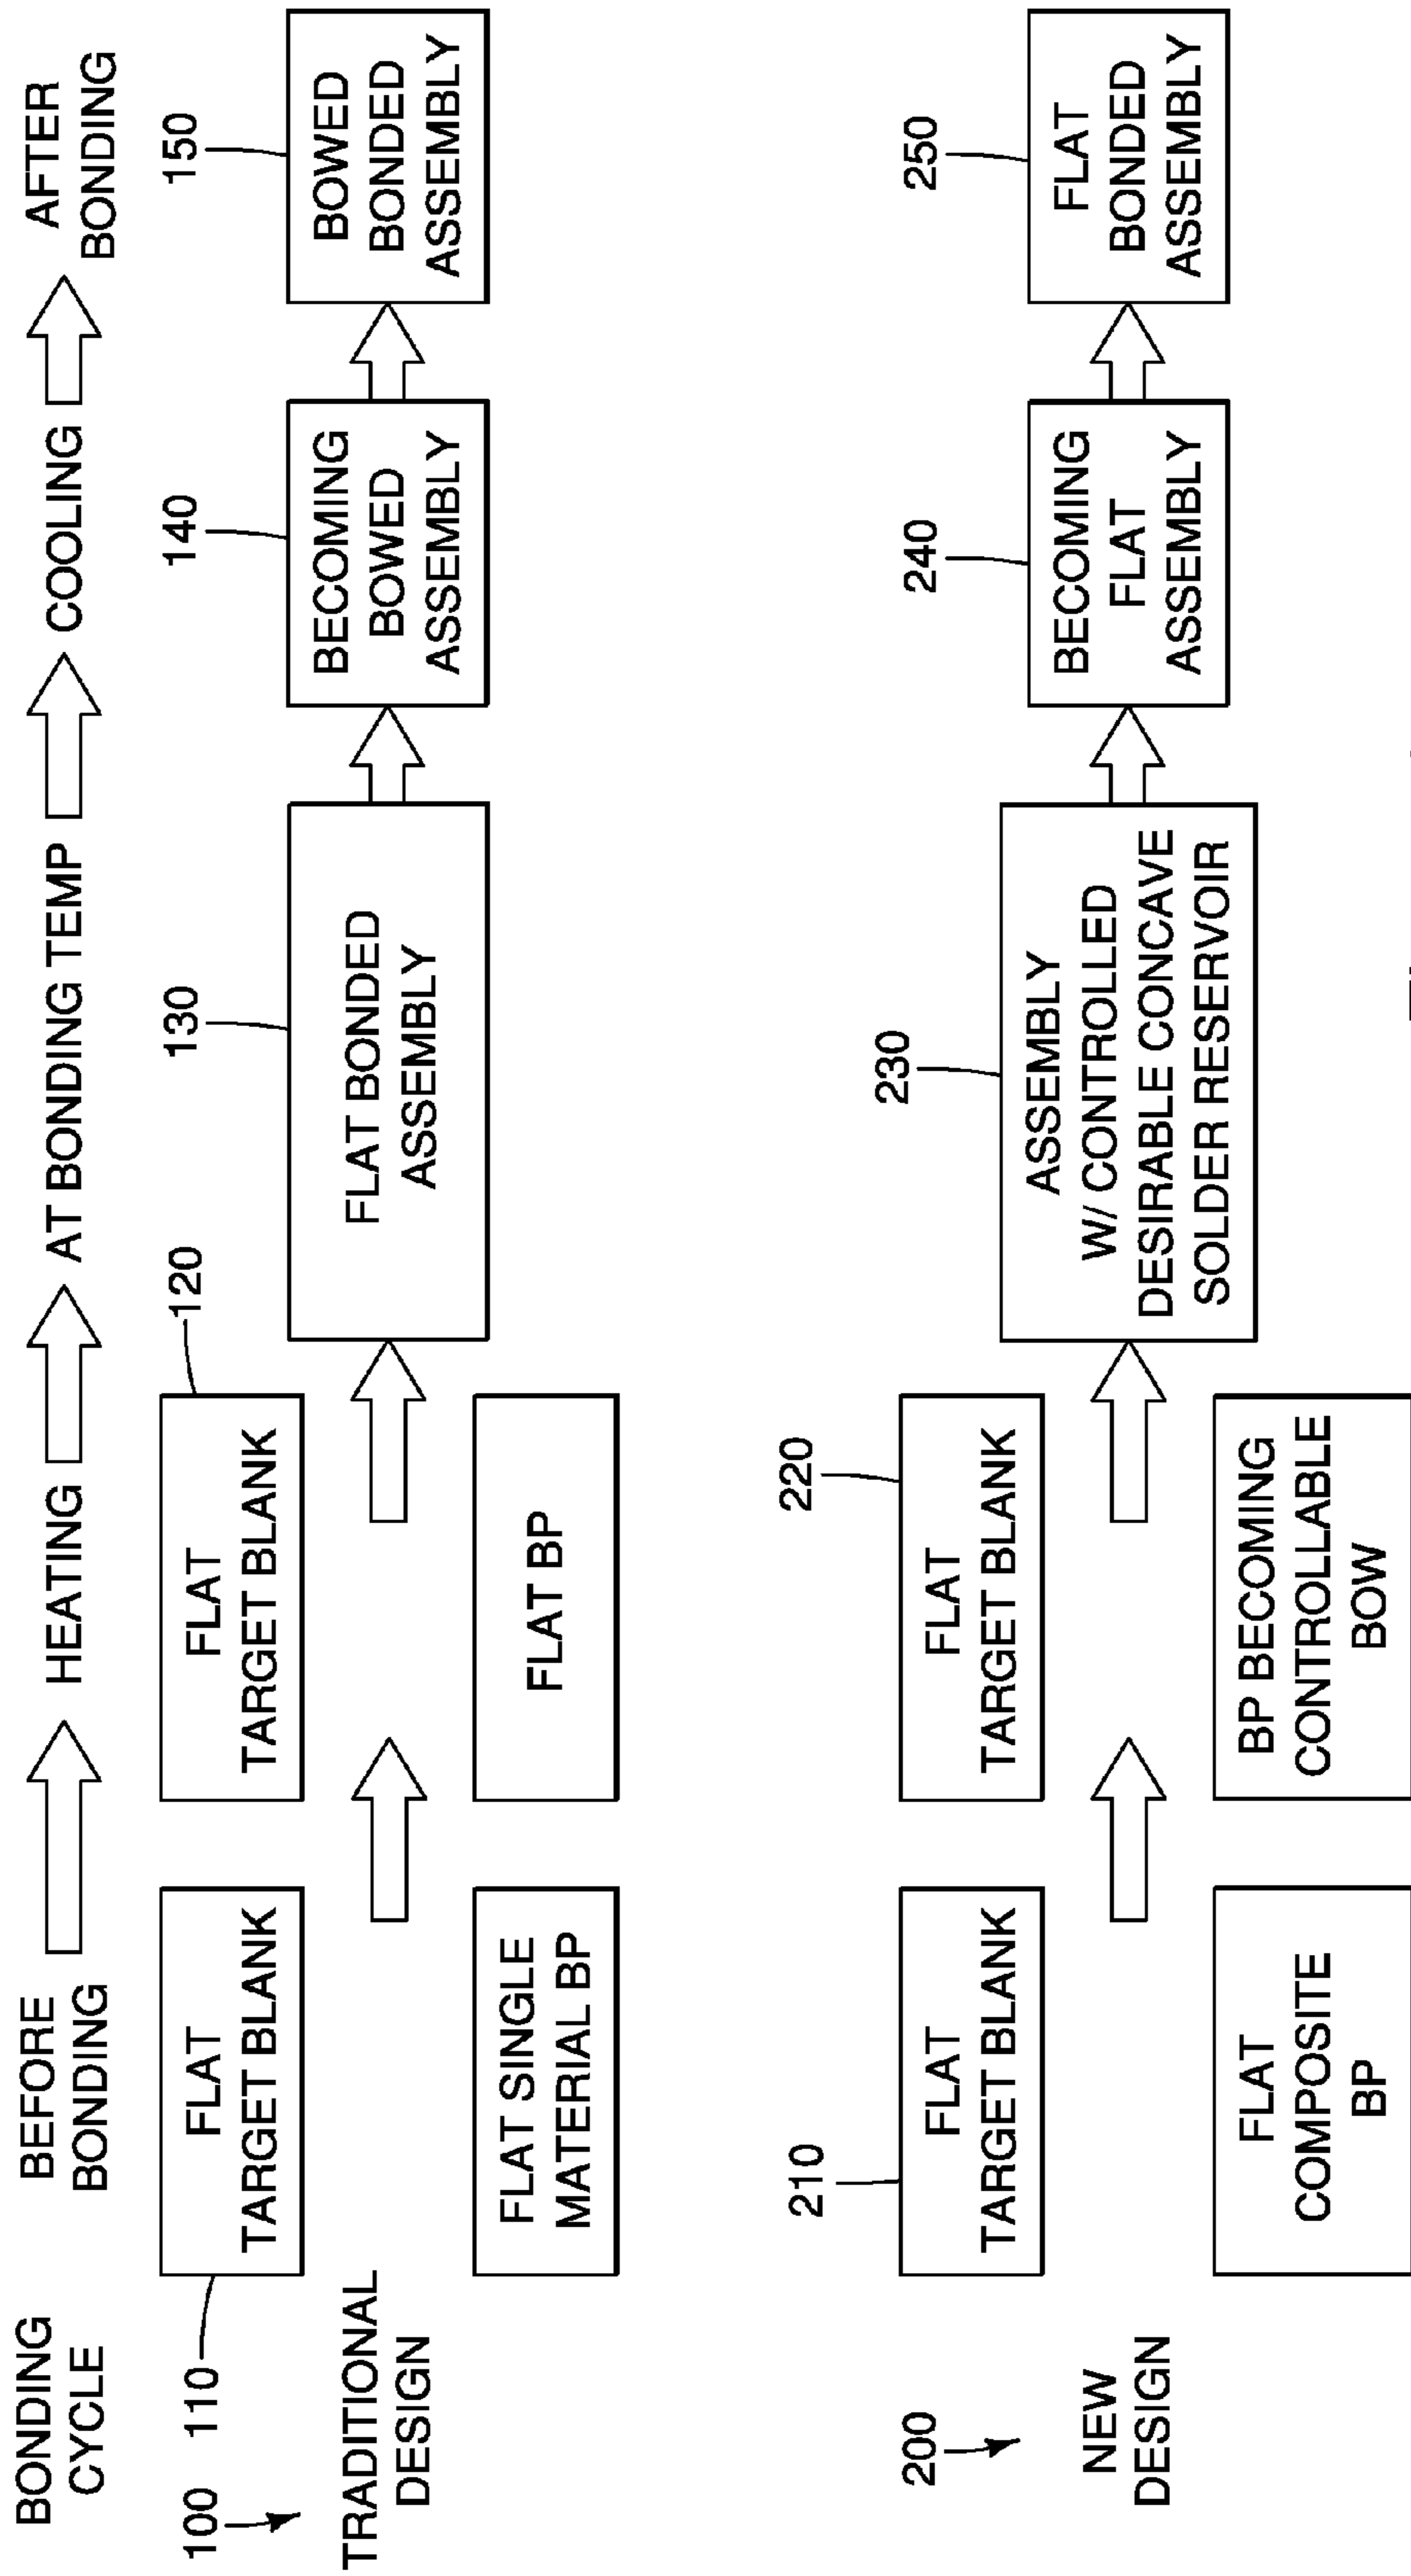 BONDING
CYCLE
BEFORE
BONDING
HEATING
AT BONDING TEMP
COOLING
AFTER
BONDING
100
TRADITIONAL
DESIGN
110
FLAT
TARGET BLANK
FLAT SINGLE
MATERIAL BP
120
FLAT
TARGET BLANK
FLAT BP
130
FLAT BONDED
ASSEMBLY
140
BECOMING
BOWED
ASSEMBLY
150
BOWED
BONDED
ASSEMBLY
200
NEW
DESIGN
210
FLAT
TARGET BLANK
FLAT
COMPOSITE
BP
220
FLAT
TARGET BLANK
BP BECOMING
CONTROLLABLE
BOW
230
ASSEMBLY
W/ CONTROLLED
DESIRABLE CONCAVE
SOLDER RESERVOIR
240
BECOMING
FLAT
ASSEMBLY
250
FLAT
BONDED
ASSEMBLY